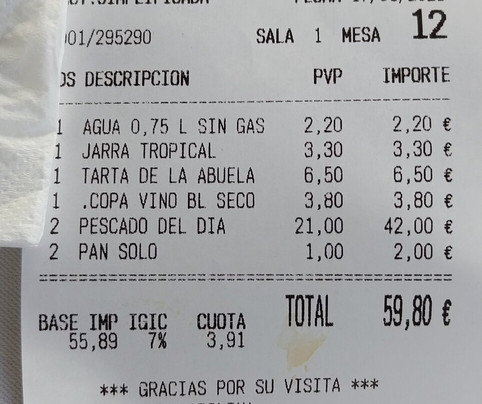 001/295290 SALA 1 MESA 12
DESCRIPCION PVP IMPORTE
1 AGUA 0,75 L SIN GAS 2,20 2,20 €
1 JARRA TROPICAL 3,30 3,30 €
1 TARTA DE LA ABUELA 6,50 6,50 €
1 .COPA VINO BL SECO 3,80 3,80 €
2 PESCADO DEL DIA 21,00 42,00 €
2 PAN SOLO 1,00 2,00 €
BASE IMP IGIC CUOTA TOTAL 59,80 €
55,89 7% 3,91
*** GRACIAS POR SU VISITA ***